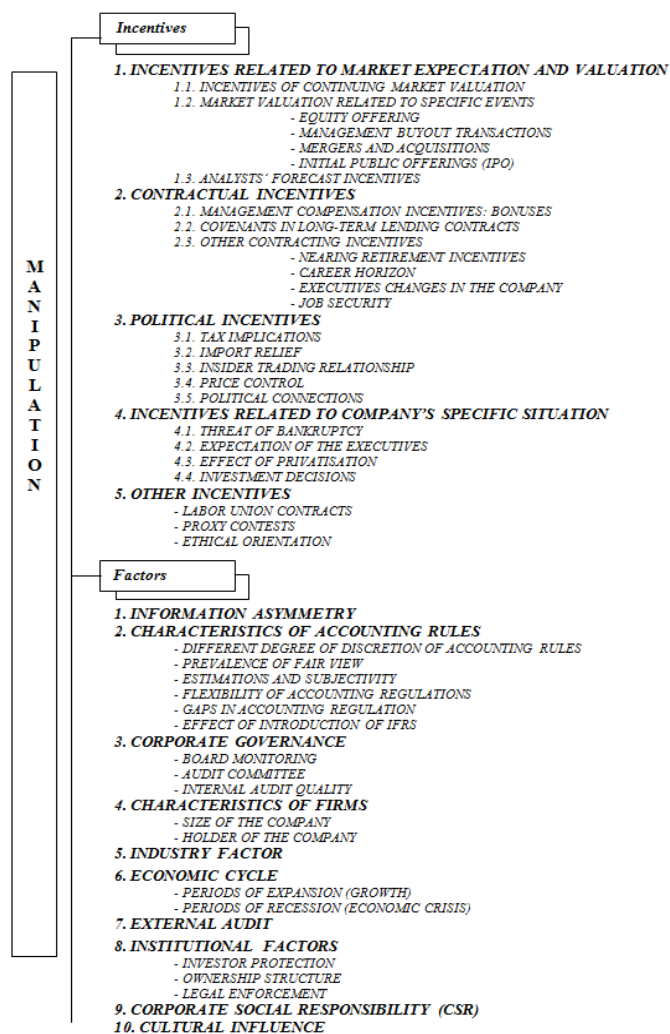 Incentives
1. INCENTIVES RELATED TO MARKET EXPECTATION AND VALUATION
1.1. INCENTIVES OF CONTINUING MARKET VALUATION
1.2. MARKET VALUATION RELATED TO SPECIFIC EVENTS
- EQUITY OFFERING
- MANAGEMENT BUYOUT TRANSACTIONS
- MERGERS AND ACQUISITIONS
- INITIAL PUBLIC OFFERINGS (IPO)
1.3. ANALYSTS´ FORECAST INCENTIVES
2. CONTRACTUAL INCENTIVES
2.1. MANAGEMENT COMPENSATION INCENTIVES: BONUSES
2.2. COVENANTS IN LONG-TERM LENDING CONTRACTS
2.3. OTHER CONTRACTING INCENTIVES
- NEARING RETIREMENT INCENTIVES
- CAREER HORIZON
- EXECUTIVES CHANGES IN THE COMPANY
- JOB SECURITY
3. POLITICAL INCENTIVES
3.1. TAX IMPLICATIONS
3.2. IMPORT RELIEF
3.3. INSIDER TRADING RELATIONSHIP
3.4. PRICE CONTROL
3.5. POLITICAL CONNECTIONS
4. INCENTIVES RELATED TO COMPANY'S SPECIFIC SITUATION
4.1. THREAT OF BANKRUPTCY
4.2. EXPECTATION OF THE EXECUTIVES
4.3. EFFECT OF PRIVATISATION
4.4. INVESTMENT DECISIONS
5. OTHER INCENTIVES
- LABOR UNION CONTRACTS
- PROXY CONTESTS
- ETHICAL ORIENTATION
MANIPULATION
Factors
1. INFORMATION ASYMMETRY
2. CHARACTERISTICS OF ACCOUNTING RULES
- DIFFERENT DEGREE OF DISCRETION OF ACCOUNTING RULES
- PREVALENCE OF FAIR VIEW
- ESTIMATIONS AND SUBJECTIVITY
- FLEXIBILITY OF ACCOUNTING REGULATIONS
- GAPS IN ACCOUNTING REGULATION
- EFFECT OF INTRODUCTION OF IFRS
3. CORPORATE GOVERNANCE
- BOARD MONITORING
- AUDIT COMMITTEE
- INTERNAL AUDIT QUALITY
4. CHARACTERISTICS OF FIRMS
- SIZE OF THE COMPANY
- HOLDER OF THE COMPANY
5. INDUSTRY FACTOR
6. ECONOMIC CYCLE
- PERIODS OF EXPANSION (GROWTH)
- PERIODS OF RECESSION (ECONOMIC CRISIS)
7. EXTERNAL AUDIT
8. INSTITUTIONAL FACTORS
- INVESTOR PROTECTION
- OWNERSHIP STRUCTURE
- LEGAL ENFORCEMENT
9. CORPORATE SOCIAL RESPONSIBILITY (CSR)
10. CULTURAL INFLUENCE